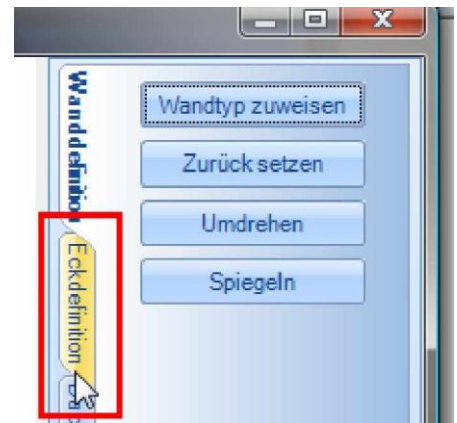 Wanddefinition
Eckdefinition
Wandtyp zuweisen
Zurück setzen
Umdrehen
Spiegeln